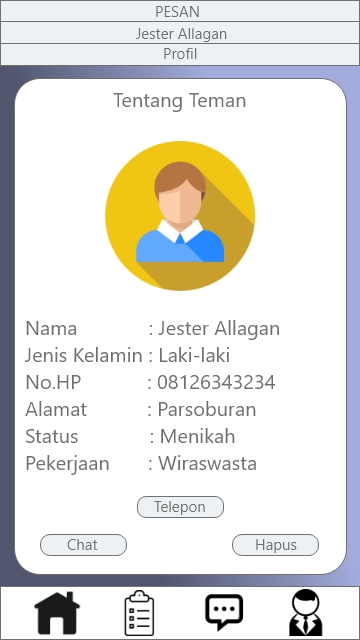 PESAN
Jester Allagan
Profil
Tentang Teman
Nama : Jester Allagan
Jenis Kelamin : Laki-laki
No.HP : 08126343234
Alamat : Parsoburan
Status : Menikah
Pekerjaan : Wiraswasta
Telepon
Chat Hapus